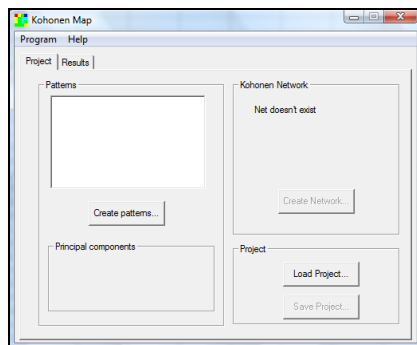 Kohonen Map
Program Help
Project Results
Patterns
Create patterns...
Principal components
Kohonen Network
Net doesn't exist
Create Network...
Project
Load Project...
Save Project...